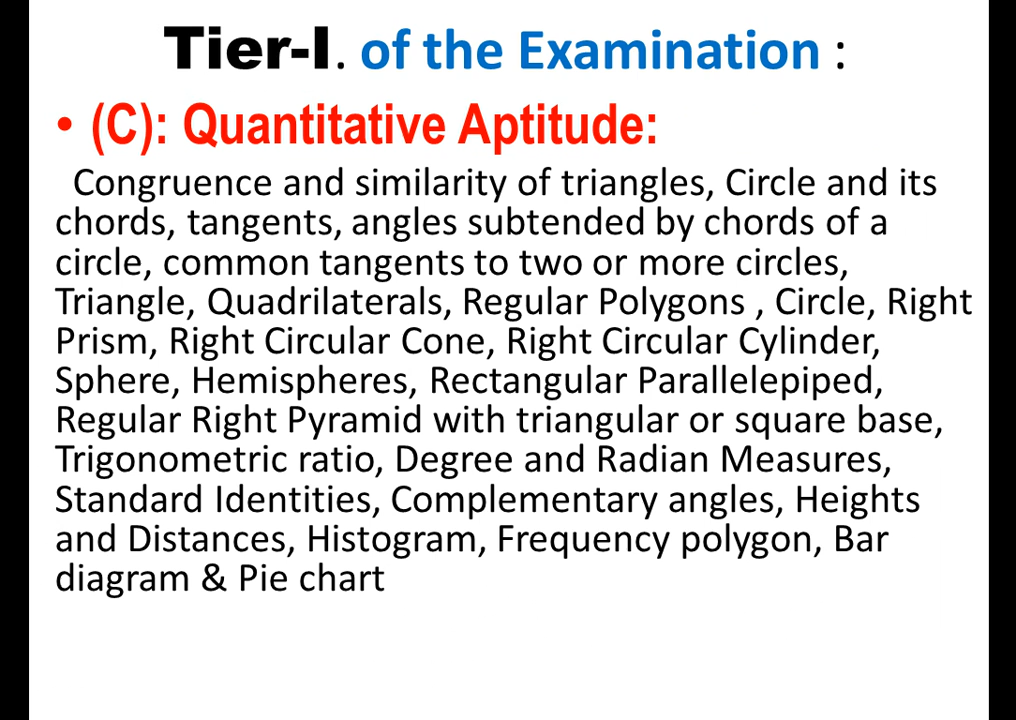 Tier-I. of the Examination :
• (C): Quantitative Aptitude:
Congruence and similarity of triangles, Circle and its
chords, tangents, angles subtended by chords of a
circle, common tangents to two or more circles,
Triangle, Quadrilaterals, Regular Polygons , Circle, Right
Prism, Right Circular Cone, Right Circular Cylinder,
Sphere, Hemispheres, Rectangular Parallelepiped,
Regular Right Pyramid with triangular or square base,
Trigonometric ratio, Degree and Radian Measures,
Standard Identities, Complementary angles, Heights
and Distances, Histogram, Frequency polygon, Bar
diagram & Pie chart